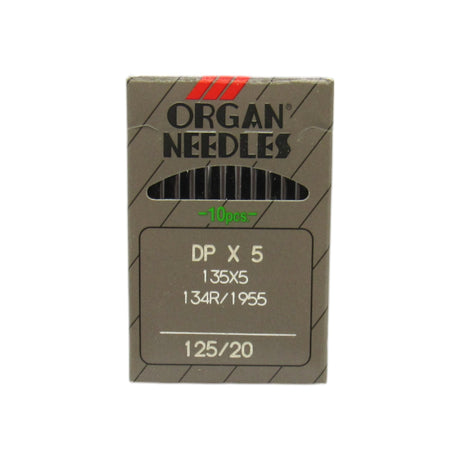 ORGAN®
NEEDLES
-10pcs-
DP X 5
135X5
134R/1955
125/20